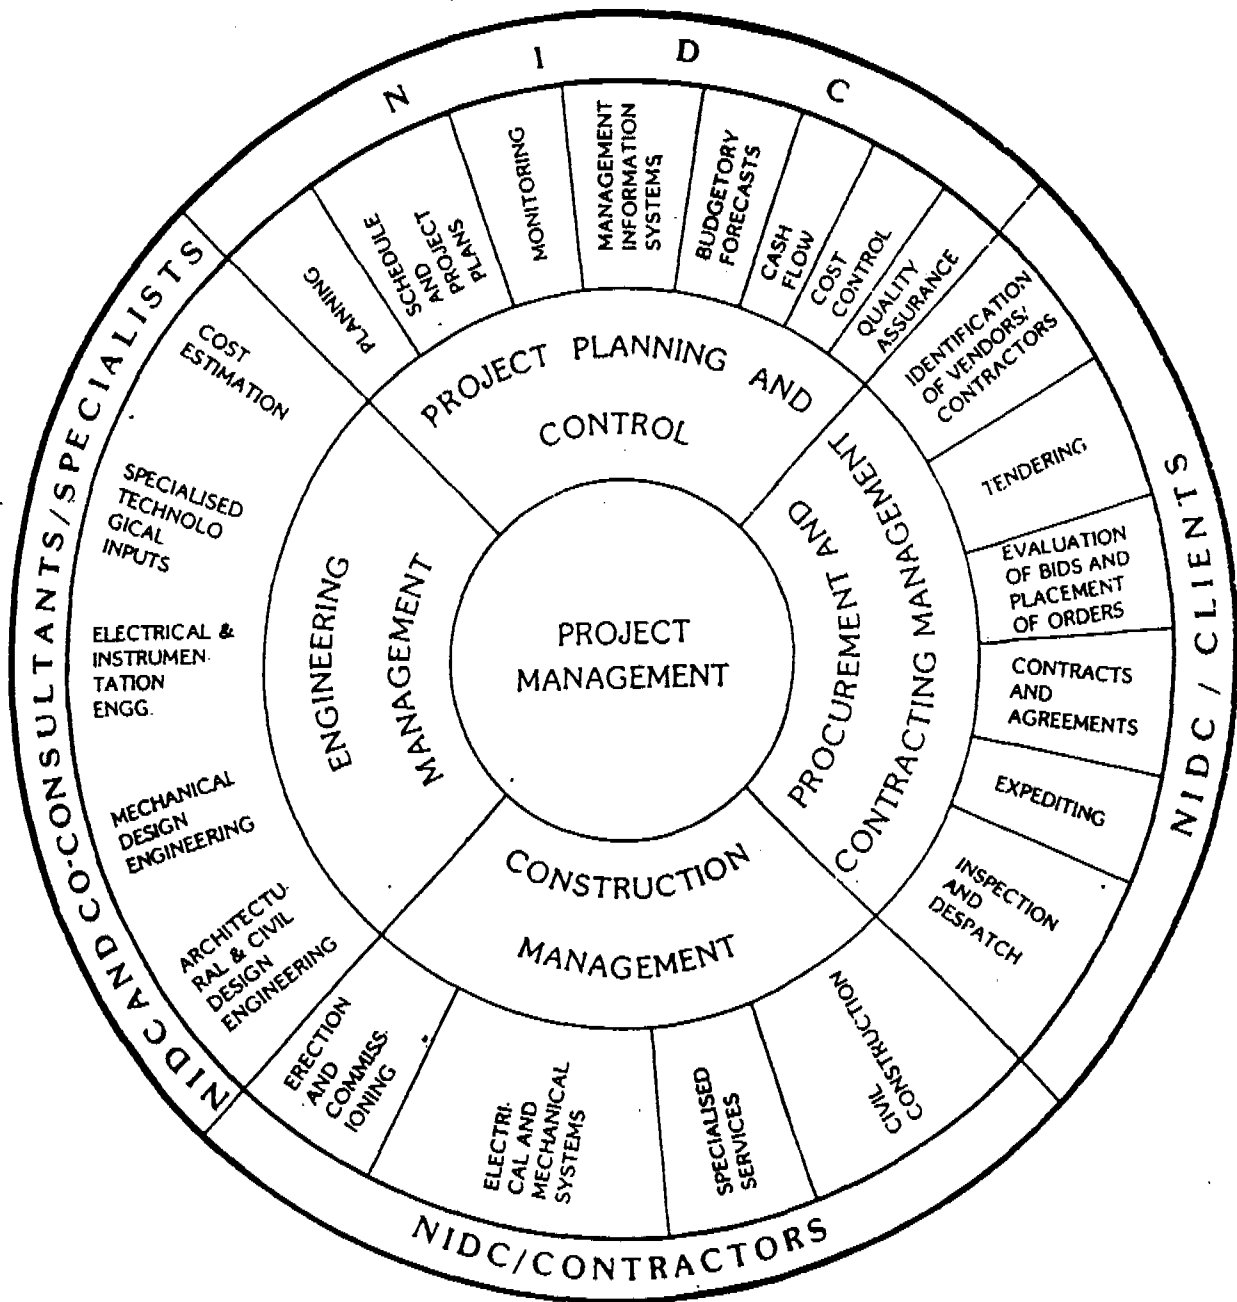 N I D C
PLANNING
SCHEDULE
AND
PROJECT
PLANS
MONITORING
MANAGEMENT
INFORMATION
SYSTEMS
BUDGETORY
FORECASTS
CASH
FLOW
COST
CONTROL
QUALITY
ASSURANCE
PROJECT PLANNING AND
CONTROL
NIDC / CLIENTS
IDENTIFICATION
OF VENDORS/
CONTRACTORS
TENDERING
EVALUATION
OF BIDS AND
PLACEMENT
OF ORDERS
CONTRACTS
AND
AGREEMENTS
EXPEDITING
INSPECTION
AND
DESPATCH
PROCUREMENT AND
CONTRACTING MANAGEMENT
PROJECT
MANAGEMENT
CONSTRUCTION
MANAGEMENT
CIVIL
CONSTRUCTION
SPECIALISED
SERVICES
ELECTRI-
CAL AND
MECHANICAL
SYSTEMS
ERECTION
AND
COMMISS-
IONING
NIDC/CONTRACTORS
ENGINEERING
MANAGEMENT
COST
ESTIMATION
SPECIALISED
TECHNOLO
GICAL
INPUTS
ELECTRICAL &
INSTRUMEN-
TATION
ENGG.
MECHANICAL
DESIGN
ENGINEERING
ARCHITECTU-
RAL & CIVIL
DESIGN
ENGINEERING
NIDC AND CO-CONSULTANTS/SPECIALISTS